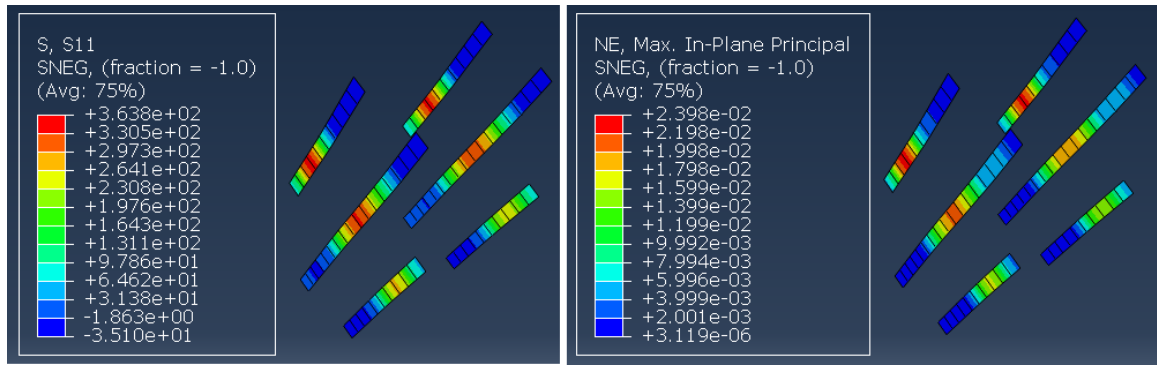 S, S11
SNEG, (fraction = -1.0)
(Avg: 75%)
+3.638e+02
+3.305e+02
+2.973e+02
+2.641e+02
+2.308e+02
+1.976e+02
+1.643e+02
+1.311e+02
+9.786e+01
+6.462e+01
+3.138e+01
-1.863e+00
-3.510e+01
NE, Max. In-Plane Principal
SNEG, (fraction = -1.0)
(Avg: 75%)
+2.398e-02
+2.198e-02
+1.998e-02
+1.798e-02
+1.599e-02
+1.399e-02
+1.199e-02
+9.992e-03
+7.994e-03
+5.996e-03
+3.999e-03
+2.001e-03
+3.119e-06